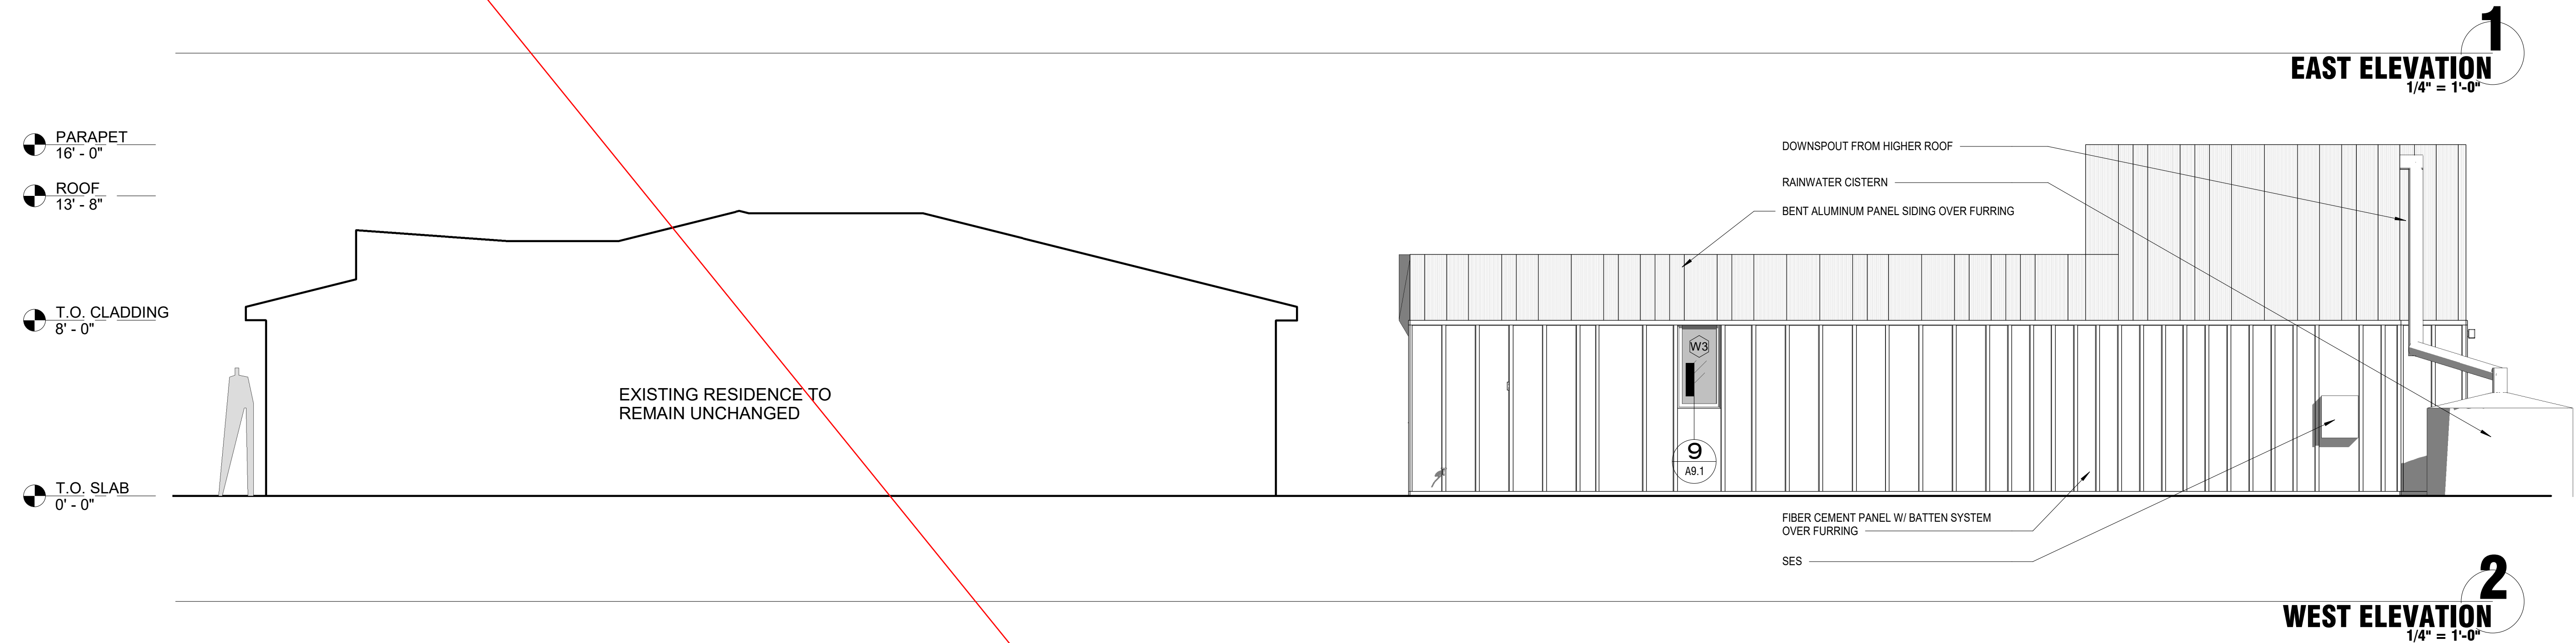 1
EAST ELEVATION
1/4" = 1'-0"
PARAPET
16' - 0"
ROOF
13' - 8"
T.O. CLADDING
8' - 0"
T.O. SLAB
0' - 0"
EXISTING RESIDENCE TO
REMAIN UNCHANGED
DOWNSPOUT FROM HIGHER ROOF
RAINWATER CISTERN
BENT ALUMINUM PANEL SIDING OVER FURRING
W3
9
A9.1
FIBER CEMENT PANEL W/ BATTEN SYSTEM
OVER FURRING
SES
2
WEST ELEVATION
1/4" = 1'-0"